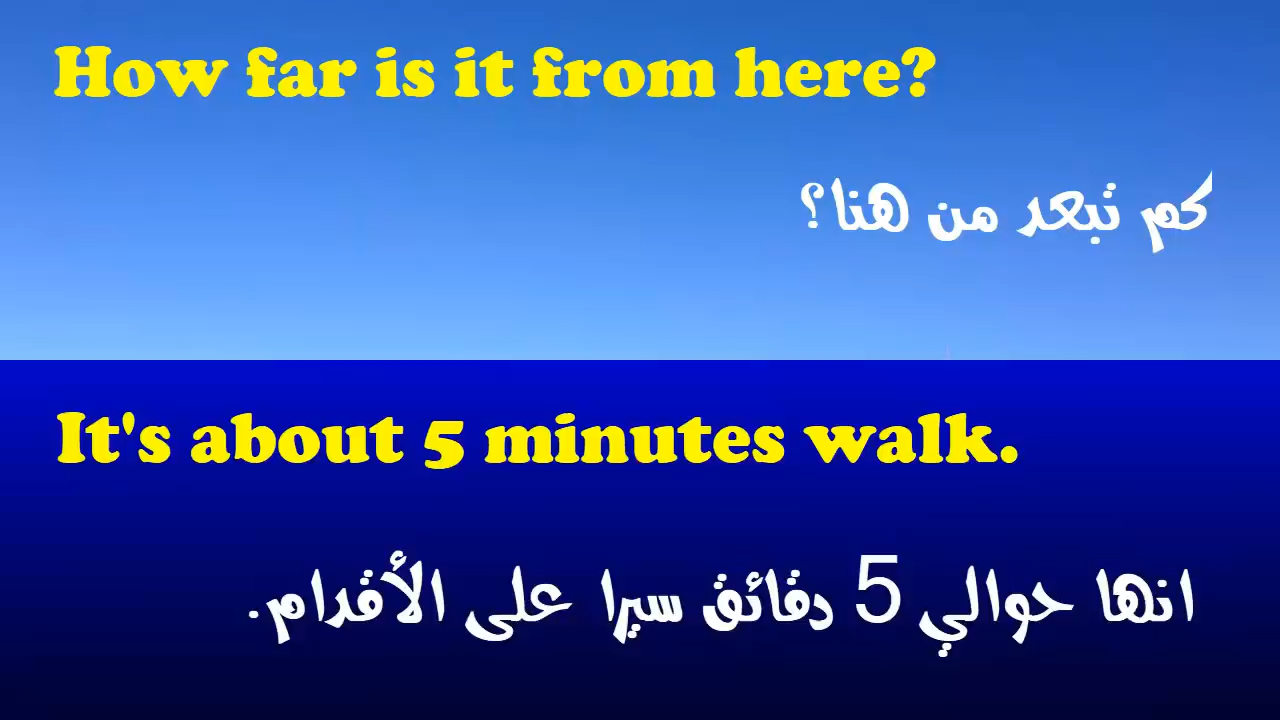 How far is it from here?
كم تبعد من هنا؟
It's about 5 minutes walk.
انها حوالي 5 دقائق سيرا على الأقدام.